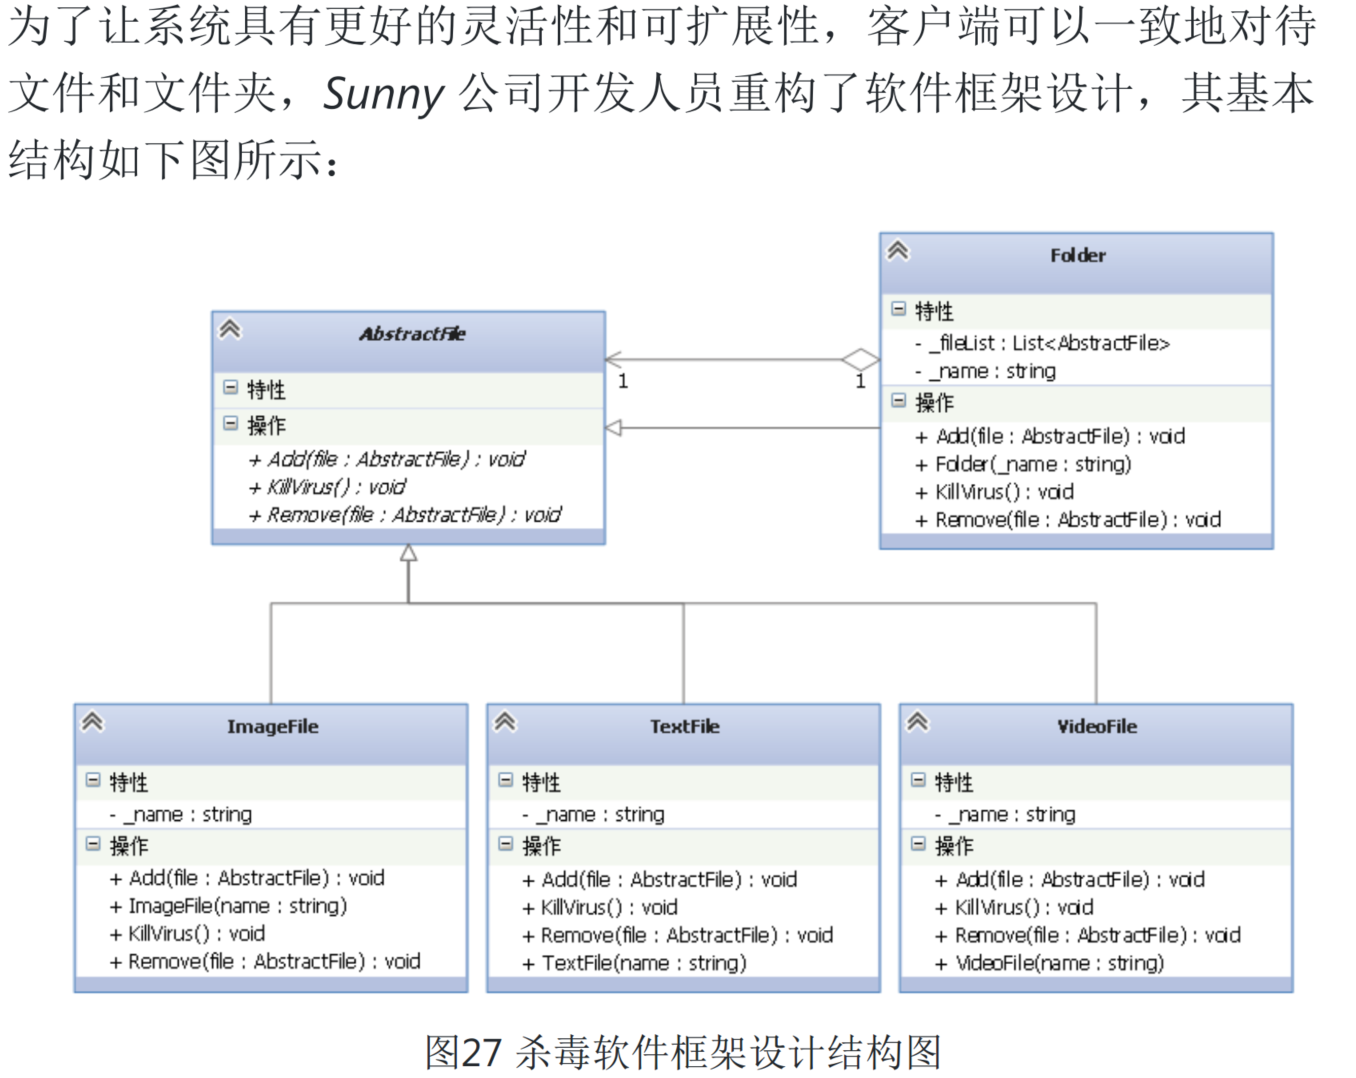 为了让系统具有更好的灵活性和可扩展性，客户端可以一致地对待
文件和文件夹，Sunny 公司开发人员重构了软件框架设计，其基本
结构如下图所示：
Folder
特性
- _fileList : List<AbstractFile>
- _name : string
操作
+ Add(file : AbstractFile) : void
+ Folder(_name : string)
+ KillVirus() : void
+ Remove(file : AbstractFile) : void
AbstractFile
特性
操作
+ Add(file : AbstractFile) : void
+ KillVirus() : void
+ Remove(file : AbstractFile) : void
1
1
ImageFile
特性
- _name : string
操作
+ Add(file : AbstractFile) : void
+ ImageFile(name : string)
+ KillVirus() : void
+ Remove(file : AbstractFile) : void
TextFile
特性
- _name : string
操作
+ Add(file : AbstractFile) : void
+ KillVirus() : void
+ Remove(file : AbstractFile) : void
+ TextFile(name : string)
VideoFile
特性
- _name : string
操作
+ Add(file : AbstractFile) : void
+ KillVirus() : void
+ Remove(file : AbstractFile) : void
+ VideoFile(name : string)
图27 杀毒软件框架设计结构图